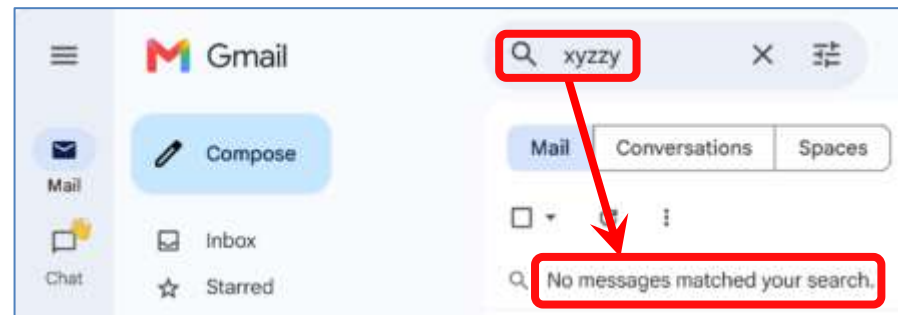 Gmail
xyzzy
Compose
Mail
Conversations
Spaces
Mail
Inbox
Chat
Starred
No messages matched your search.